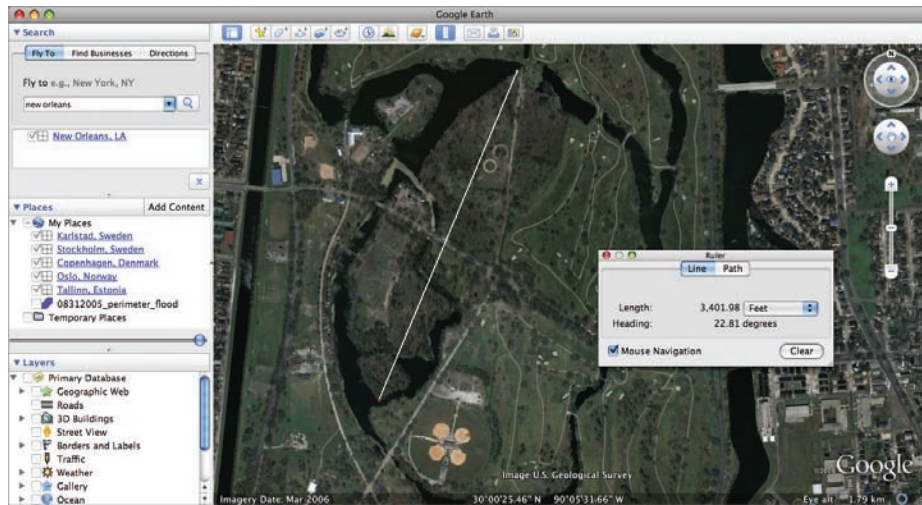 Google Earth
Search
Fly To Find Businesses Directions
Fly to e.g., New York, NY
new orleans
New Orleans, LA
Places Add Content
My Places
Karlstad, Sweden
Stockholm, Sweden
Copenhagen, Denmark
Oslo, Norway
Tallinn, Estonia
08312005_perimeter_flood
Temporary Places
Layers
Primary Database
Geographic Web
Roads
3D Buildings
Street View
Borders and Labels
Traffic
Weather
Gallery
Ocean
N
Ruler
Line Path
Length: 3,401.98 Feet
Heading: 22.81 degrees
Mouse Navigation Clear
Image U.S. Geological Survey
Google
Imagery Date: Mar 2006 30°00'25.46" N 90°05'31.66" W Eye alt 1.79 km